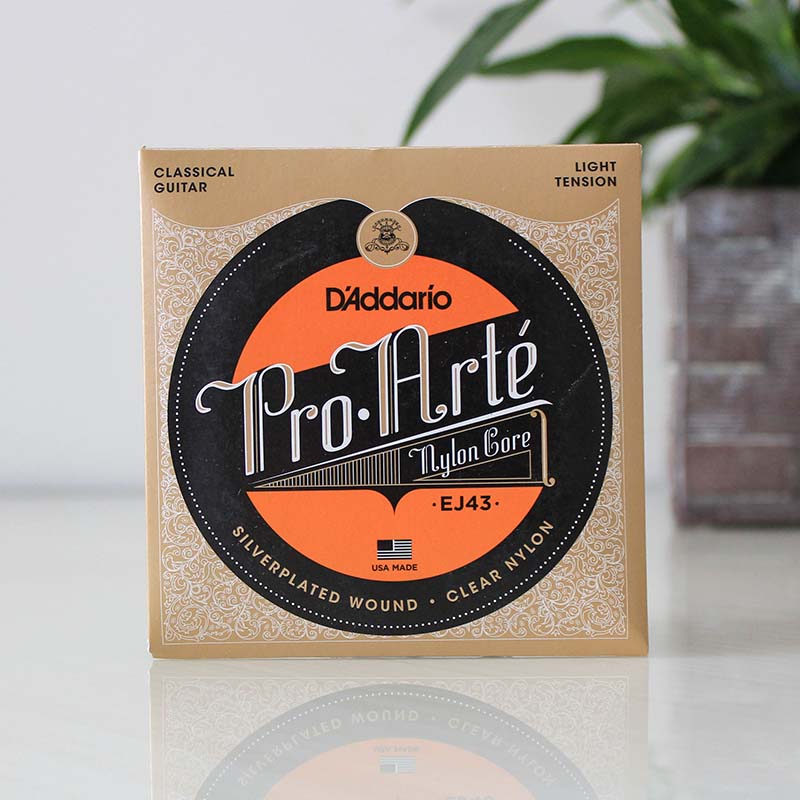 CLASSICAL
GUITAR
LIGHT
TENSION
D'Addario
Pro·Arté
Nylon Core
·EJ43·
USA MADE
SILVERPLATED WOUND • CLEAR NYLON